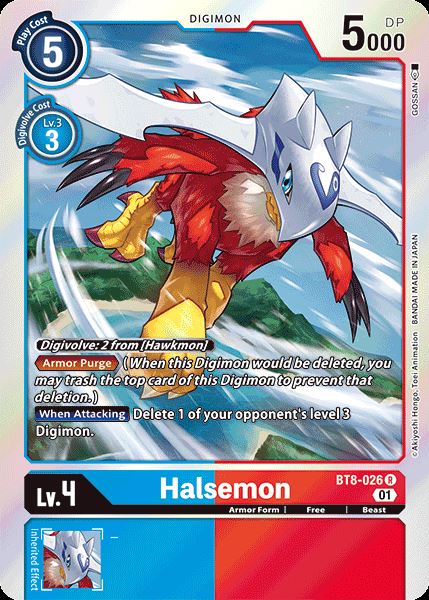 DIGIMON
Play Cost
5
DP
5000
Digivolve Cost
Lv.3
3
GOSSAN
©Akiyoshi Hongo, Toei Animation BANDAI MADE IN JAPAN
Digivolve: 2 from [Hawkmon]
Armor Purge (When this Digimon would be deleted, you
may trash the top card of this Digimon to prevent that
deletion.)
When Attacking Delete 1 of your opponent's level 3
Digimon.
Lv.4
Halsemon
BT8-026 R
01
Armor Form | Free | Beast
Inherited Effect
–